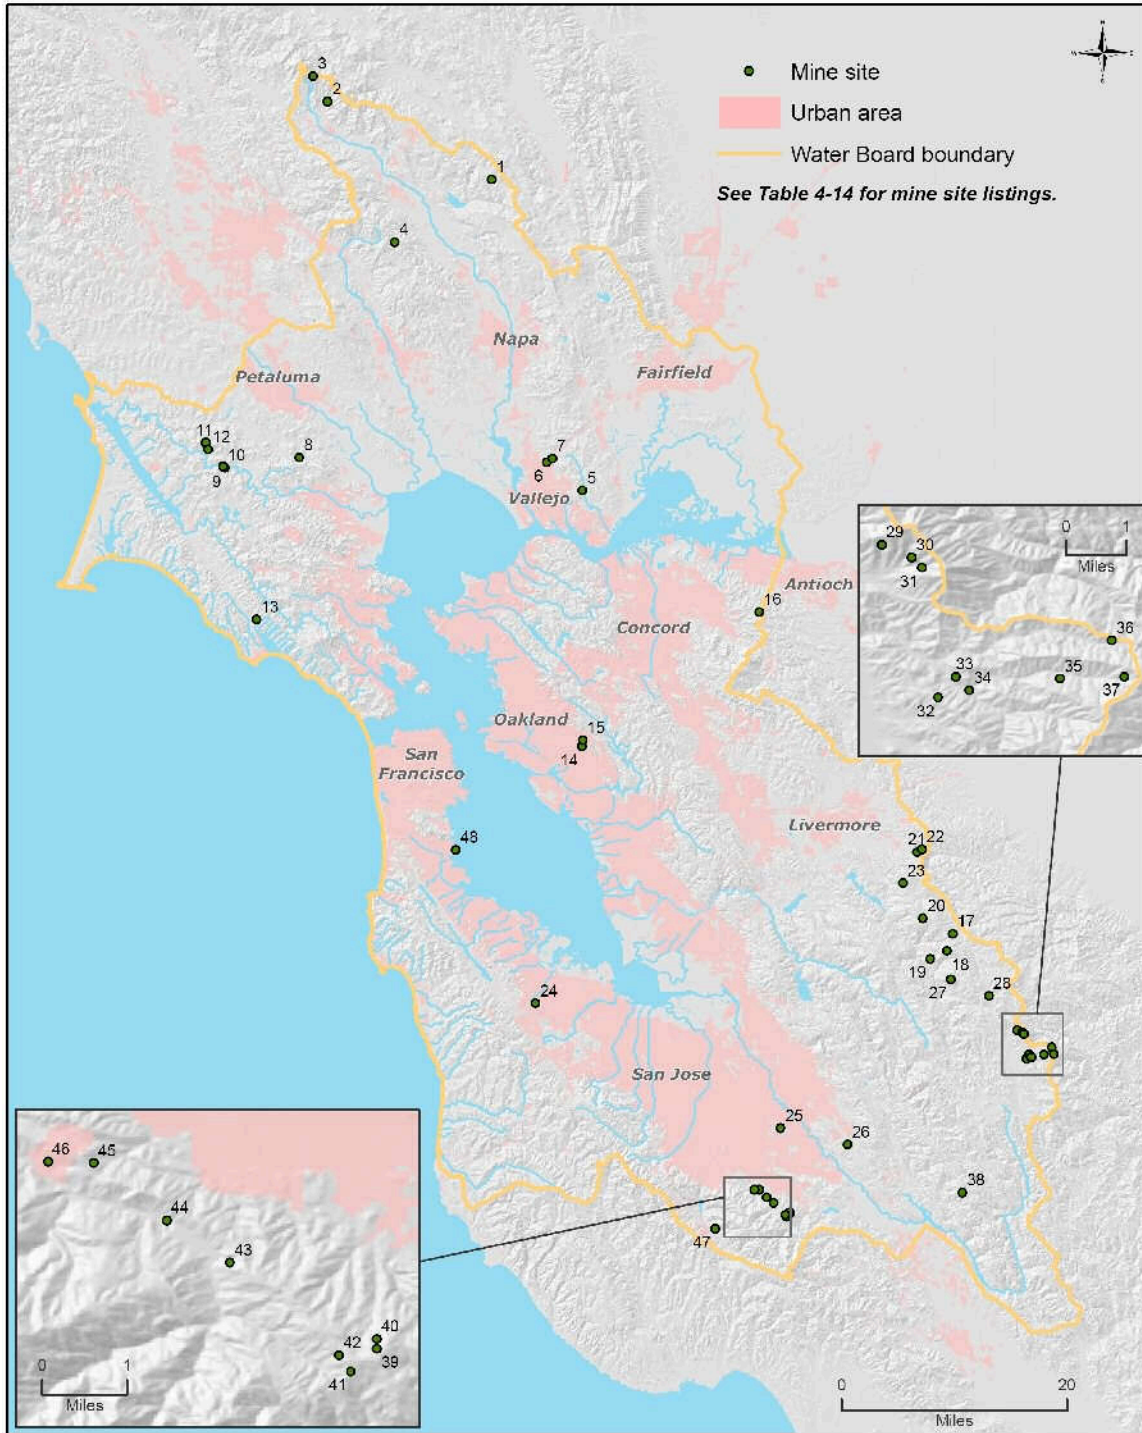 N
W
E
S
Mine site
Urban area
Water Board boundary
See Table 4-14 for mine site listings.
3
2
1
4
Napa
Petaluma
Fairfield
11
12
10
9
8
7
6
5
Vallejo
13
16
Antioch
Concord
Oakland
15
14
San
Francisco
48
Livermore
21
22
23
20
17
18
19
27
28
24
San Jose
25
26
38
47
29
30
31
0
1
Miles
36
33
34
35
37
32
46
45
44
43
40
42
39
41
0
1
Miles
0
20
Miles